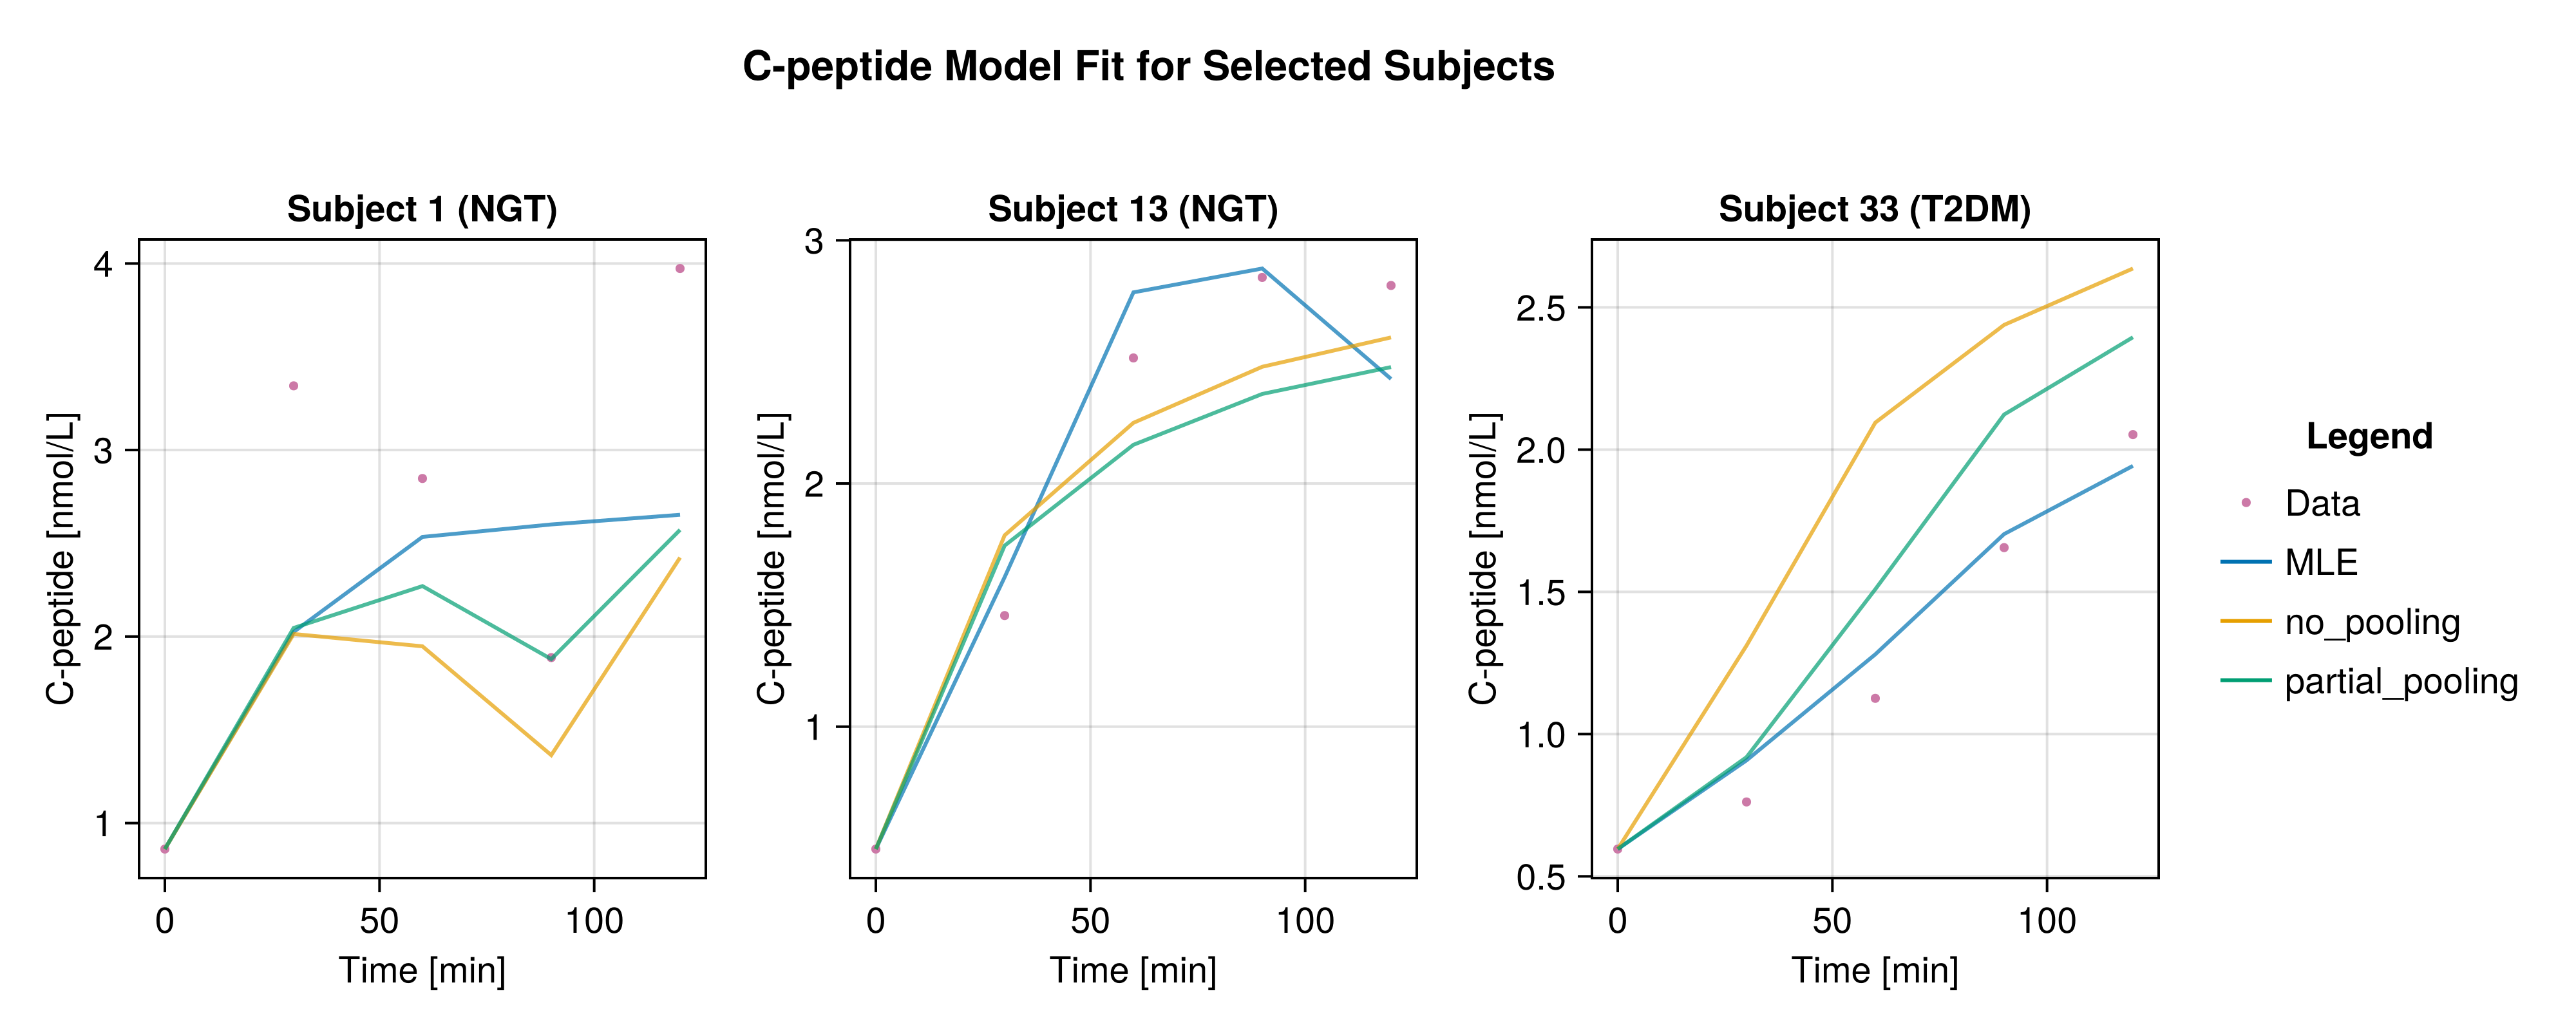 C-peptide Model Fit for Selected Subjects
Subject 1 (NGT)
C-peptide [nmol/L]
4
3
2
1
0 50 100
Time [min]
Subject 13 (NGT)
C-peptide [nmol/L]
3
2
1
0 50 100
Time [min]
Subject 33 (T2DM)
C-peptide [nmol/L]
2.5
2.0
1.5
1.0
0.5
0 50 100
Time [min]
Legend
Data
MLE
no_pooling
partial_pooling